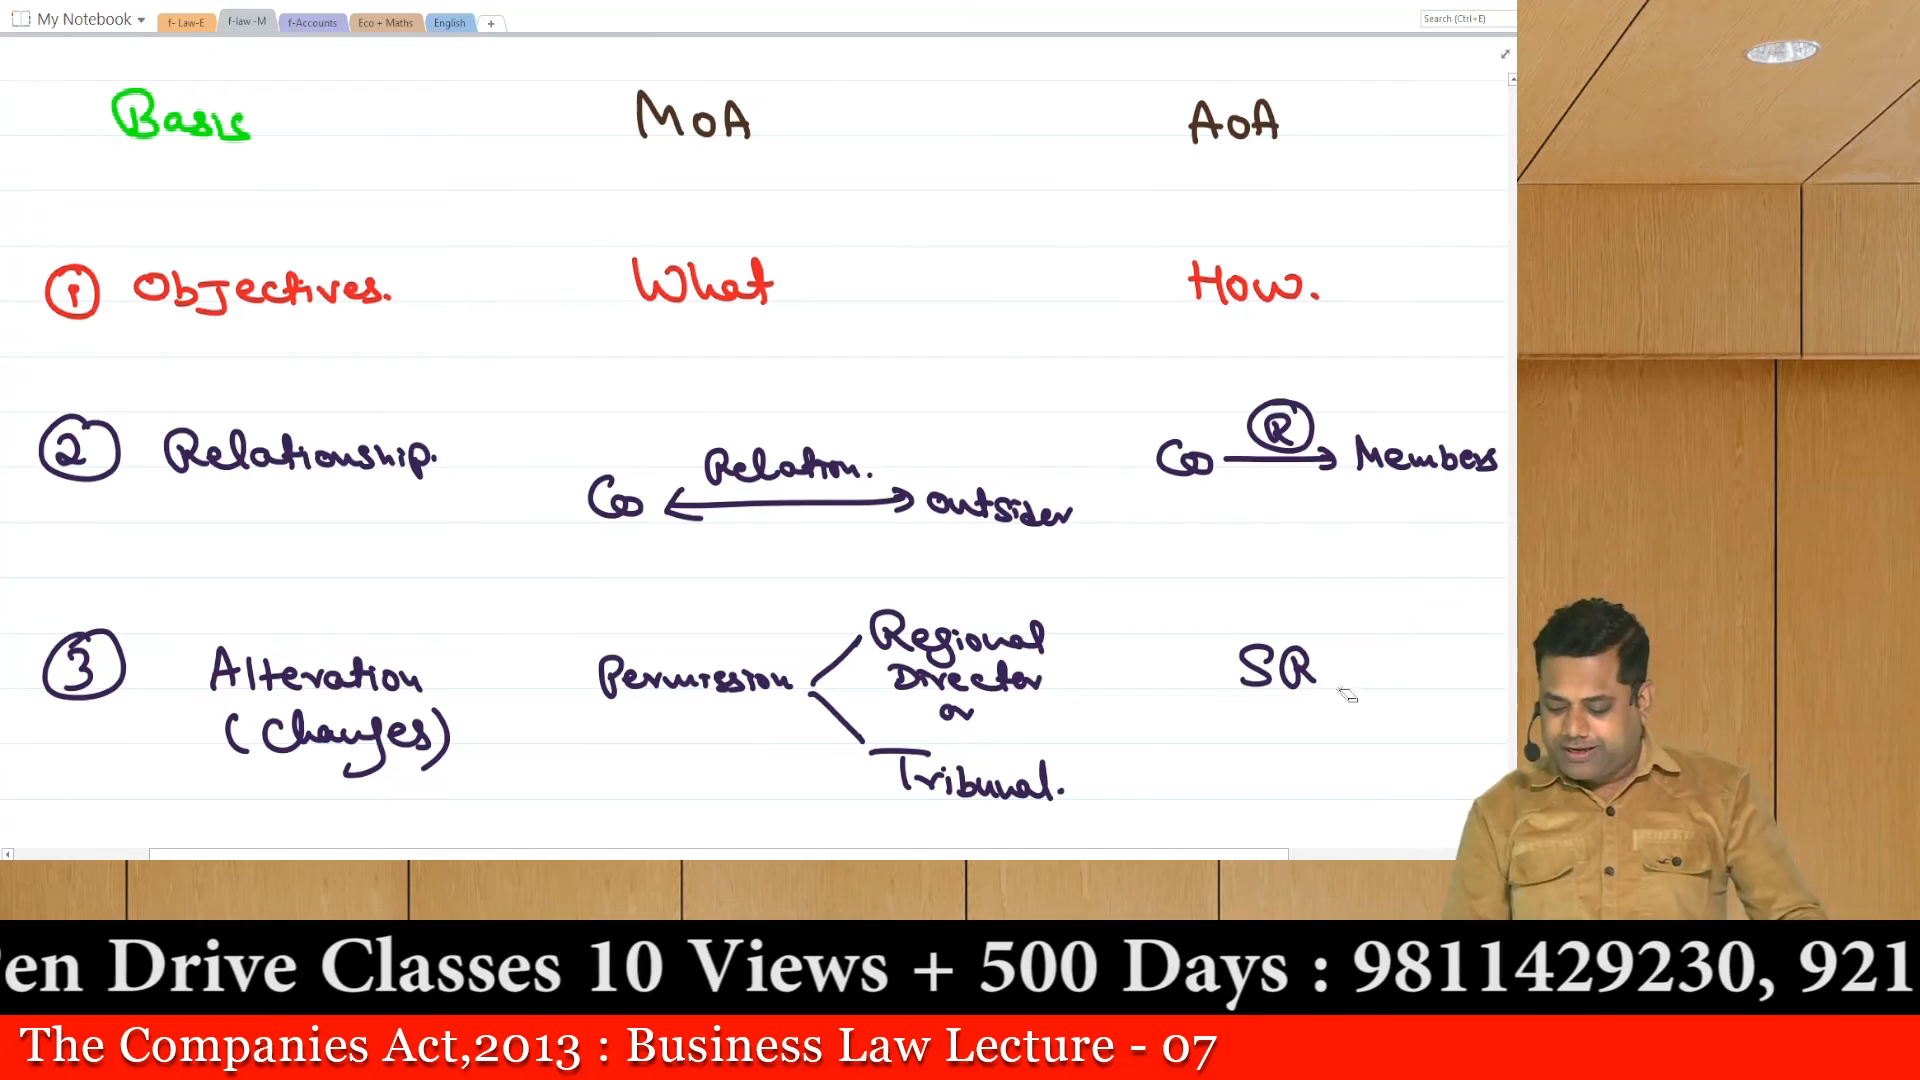 My Notebook
f- Law-E
f-law -M
f-Accounts
Eco + Maths
English
+
Search (Ctrl+E)
Basis MoA AoA
1 Objectives. What How.
2 Relationship. Co Relation. outsider Co R Members
3 Alteration (Changes) Permission Regional Director or Tribunal. SR
en Drive Classes 10 Views + 500 Days : 9811429230, 921
The Companies Act,2013 : Business Law Lecture - 07